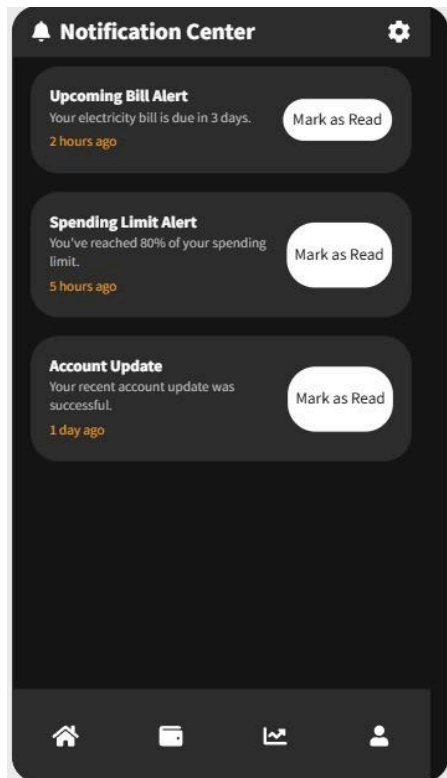 Notification Center
Upcoming Bill Alert
Your electricity bill is due in 3 days.
2 hours ago
Mark as Read
Spending Limit Alert
You've reached 80% of your spending
limit.
5 hours ago
Mark as Read
Account Update
Your recent account update was
successful.
1 day ago
Mark as Read